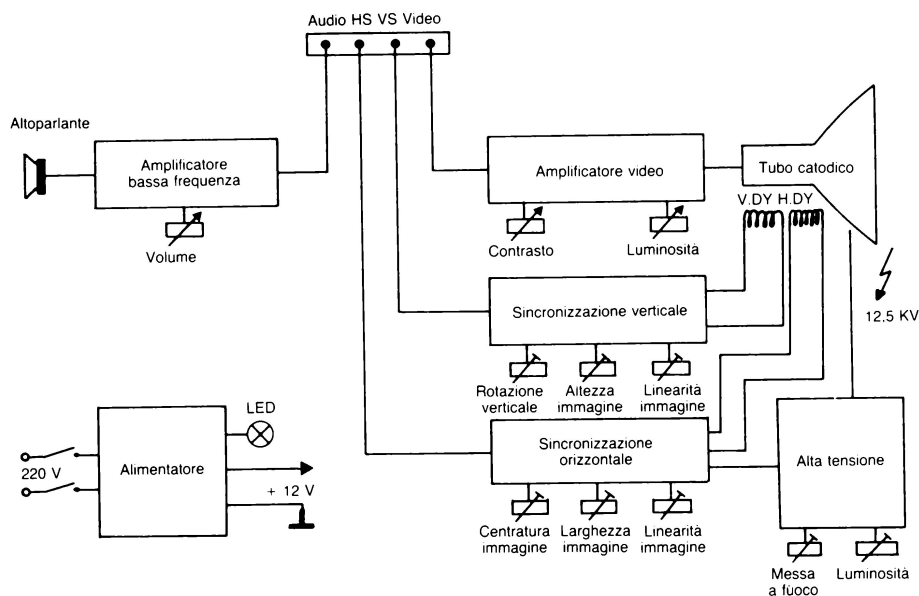 Audio HS VS Video
Altoparlante
Amplificatore
bassa frequenza
Volume
Amplificatore video
Contrasto
Luminosità
Tubo catodico
V.DY H.DY
12.5 KV
Sincronizzazione verticale
Rotazione
verticale
Altezza
immagine
Linearità
immagine
LED
220 V
Alimentatore
+ 12 V
Sincronizzazione
orizzontale
Centratura
immagine
Larghezza
immagine
Linearità
immagine
Alta tensione
Messa
a fuoco
Luminosità